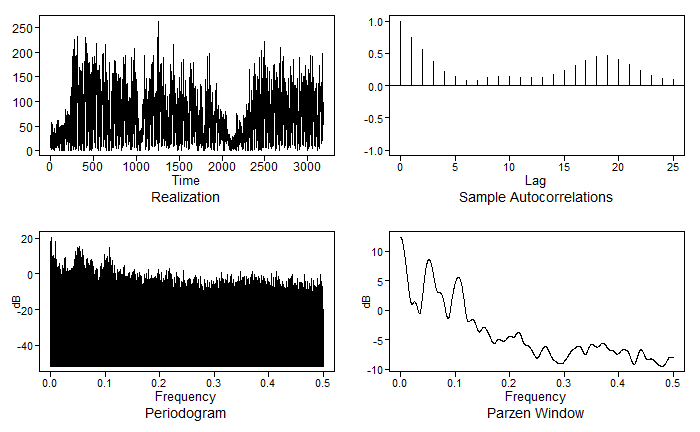 250
200
150
100
50
0
0 500 1000 1500 2000 2500 3000
Time
Realization
1.0
0.5
0.0
-0.5
-1.0
0 5 10 15 20 25
Lag
Sample Autocorrelations
20
0
-20
-40
dB
0.0 0.1 0.2 0.3 0.4 0.5
Frequency
Periodogram
10
5
0
-5
-10
dB
0.0 0.1 0.2 0.3 0.4 0.5
Frequency
Parzen Window